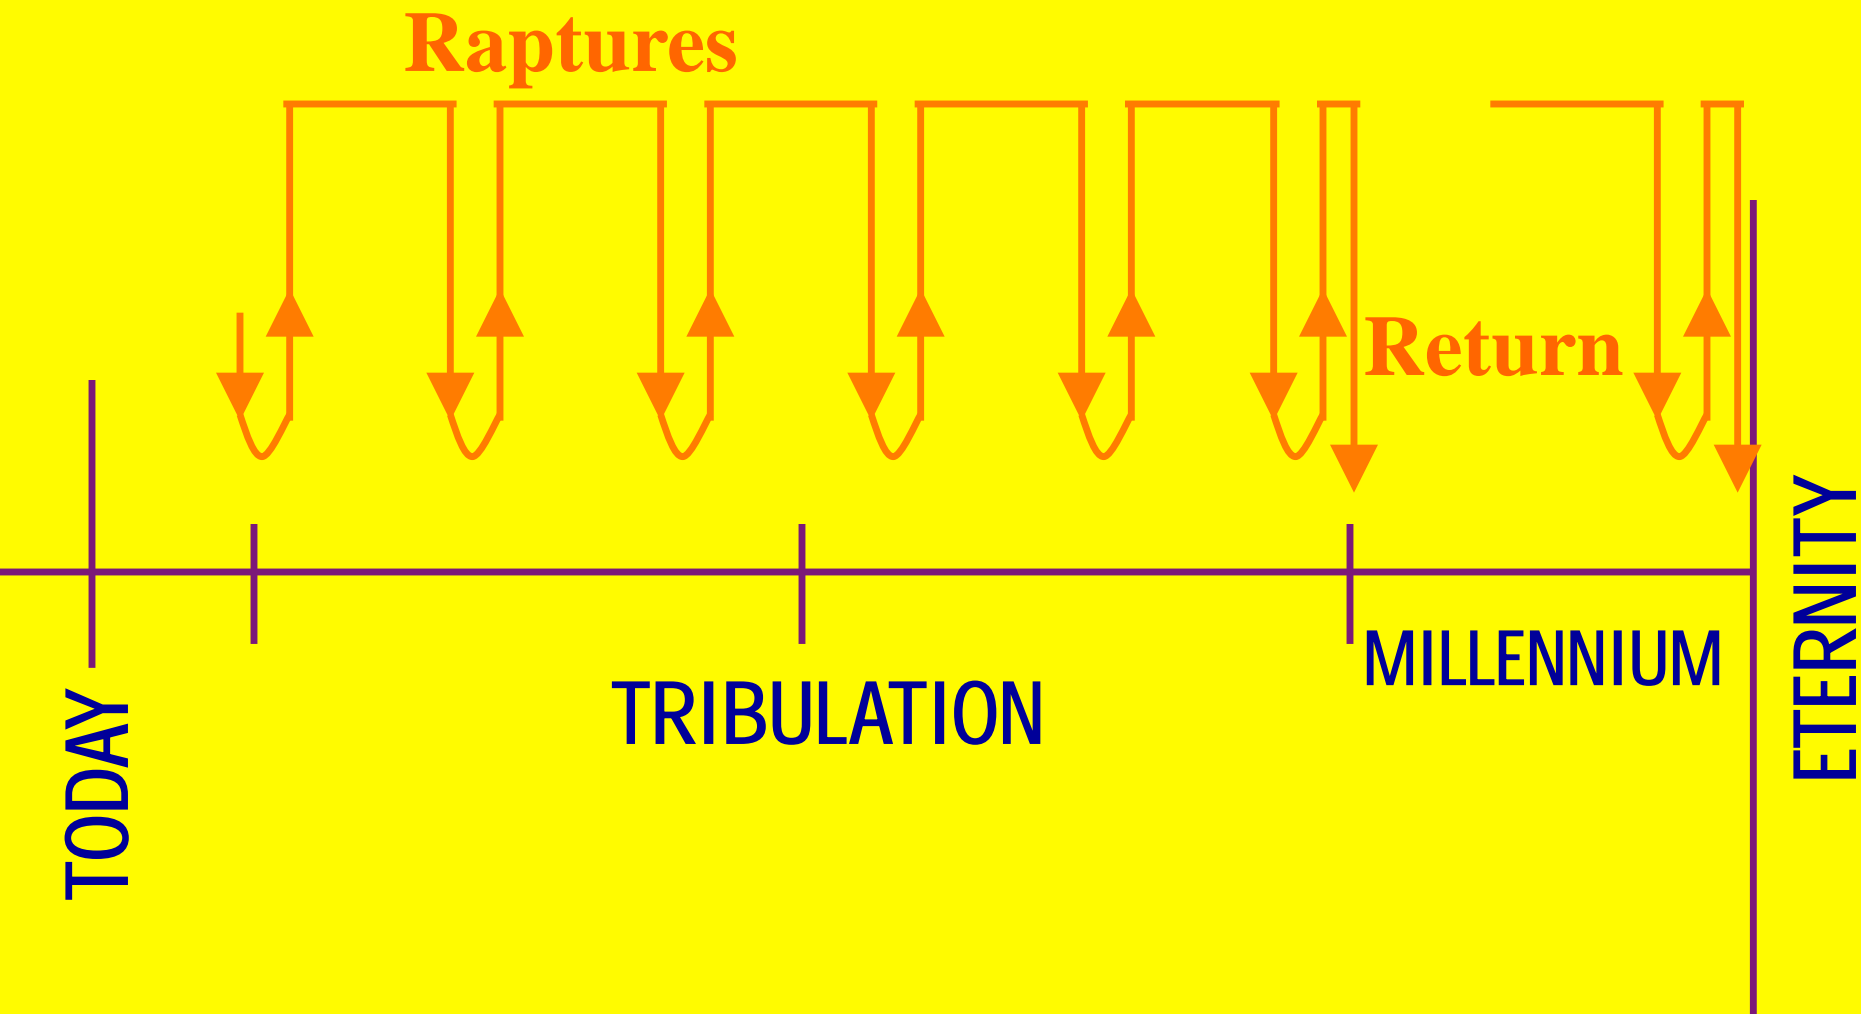 Raptures
Return
TODAY
TRIBULATION
MILLENNIUM
ETERNITY